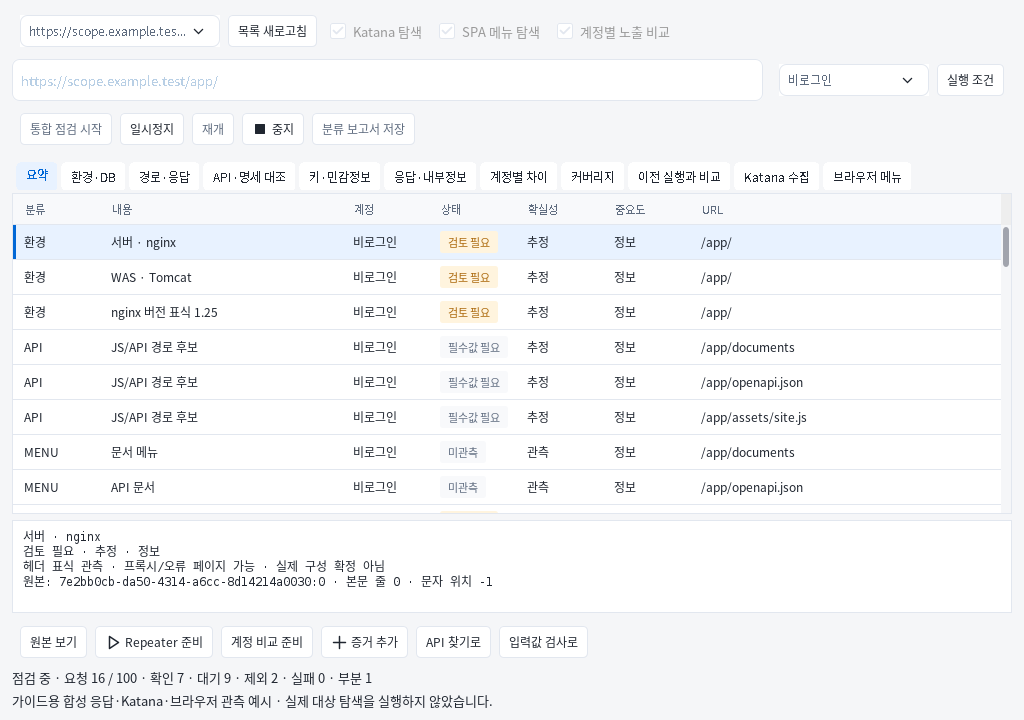 https://scope.example.tes... 목록 새로고침 Katana 탐색 SPA 메뉴 탐색 계정별 노출 비교
https://scope.example.test/app/ 비로그인 실행 조건
통합 점검 시작 일시정지 재개 중지 분류 보고서 저장
요약 환경·DB 경로·응답 API·명세 대조 키·민감정보 응답·내부정보 계정별 차이 커버리지 이전 실행과 비교 Katana 수집 브라우저 메뉴
분류 내용 계정 상태 확실성 중요도 URL
환경 서버 · nginx 비로그인 검토 필요 추정 정보 /app/
환경 WAS · Tomcat 비로그인 검토 필요 추정 정보 /app/
환경 nginx 버전 표식 1.25 비로그인 검토 필요 추정 정보 /app/
API JS/API 경로 후보 비로그인 필수값 필요 추정 정보 /app/documents
API JS/API 경로 후보 비로그인 필수값 필요 추정 정보 /app/openapi.json
API JS/API 경로 후보 비로그인 필수값 필요 추정 정보 /app/assets/site.js
MENU 문서 메뉴 비로그인 미관측 관측 정보 /app/documents
MENU API 문서 비로그인 미관측 관측 정보 /app/openapi.json
서버 · nginx
검토 필요 · 추정 · 정보
헤더 표식 관측 · 프록시/오류 페이지 가능 · 실제 구성 확정 아님
원본: 7e2bb0cb-da50-4314-a6cc-8d14214a0030:0 · 본문 줄 0 · 문자 위치 -1
원본 보기 Repeater 준비 계정 비교 준비 증거 추가 API 찾기로 입력값 검사로
점검 중 · 요청 16 / 100 · 확인 7 · 대기 9 · 제외 2 · 실패 0 · 부분 1
가이드용 합성 응답·Katana·브라우저 관측 예시 · 실제 대상 탐색을 실행하지 않았습니다.